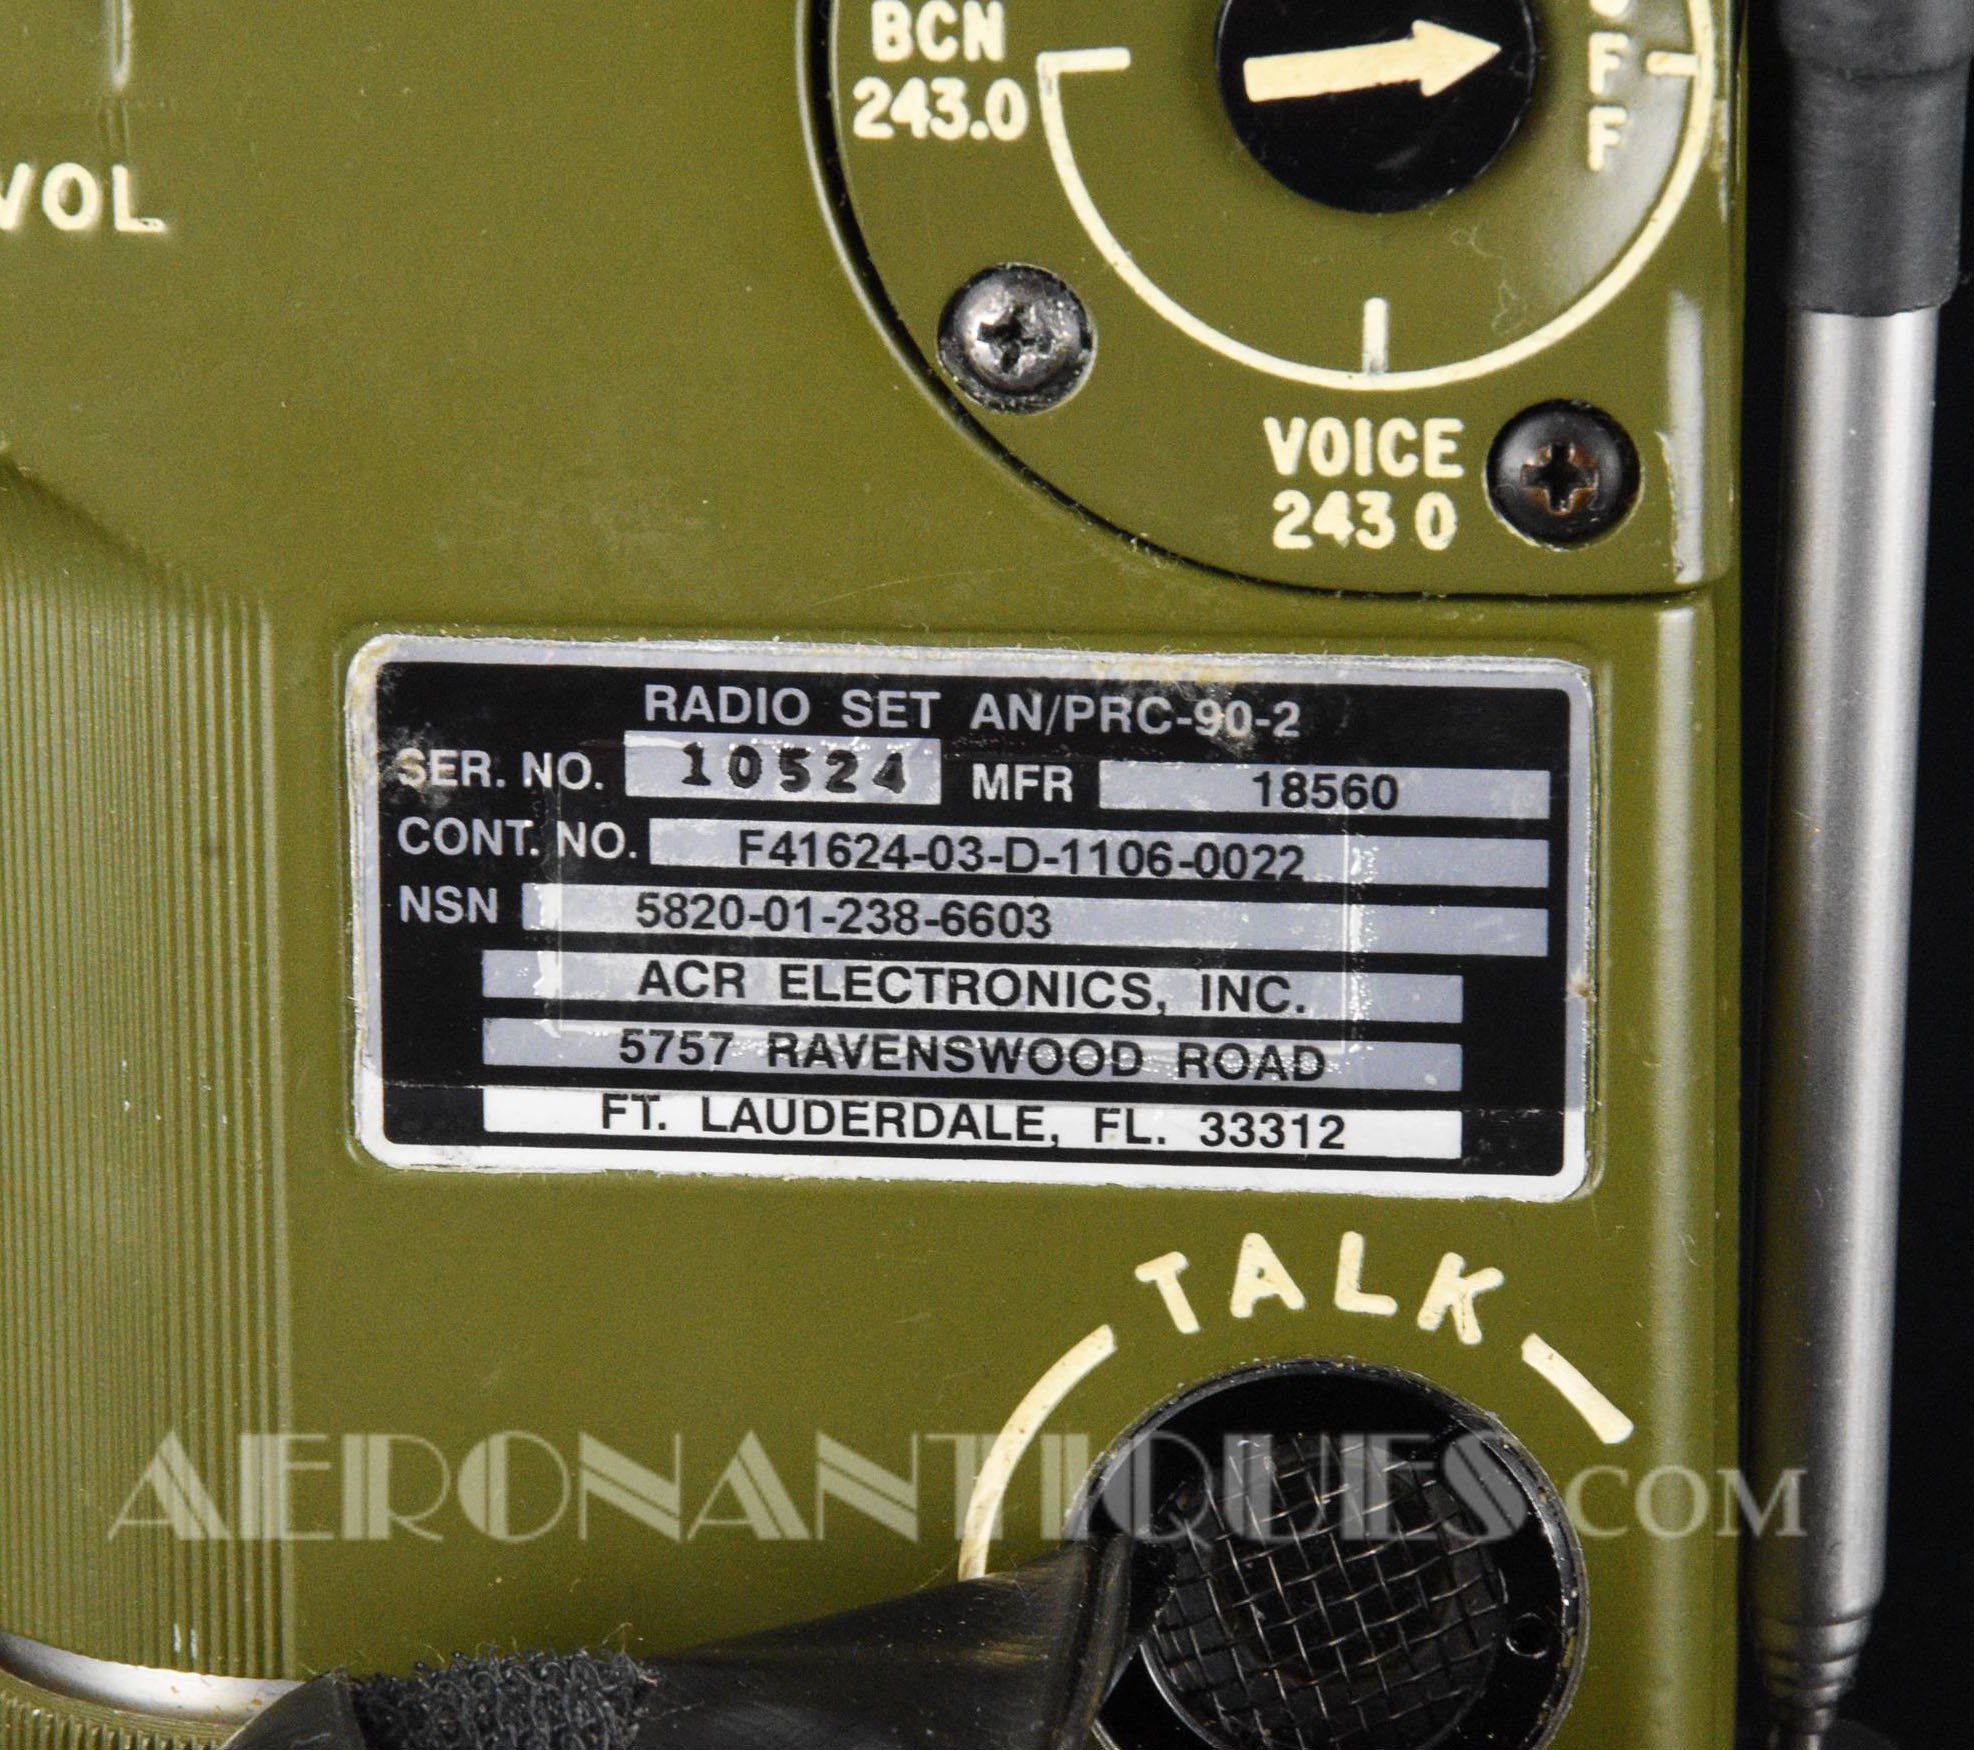 BCN
243.0
OFF
VOL
VOICE
243 0
RADIO SET AN/PRC-90-2
SER. NO. 10524 MFR 18560
CONT. NO. F41624-03-D-1106-0022
NSN 5820-01-238-6603
ACR ELECTRONICS, INC.
5757 RAVENSWOOD ROAD
FT. LAUDERDALE, FL. 33312
TALK
AERONANTIQUES.COM